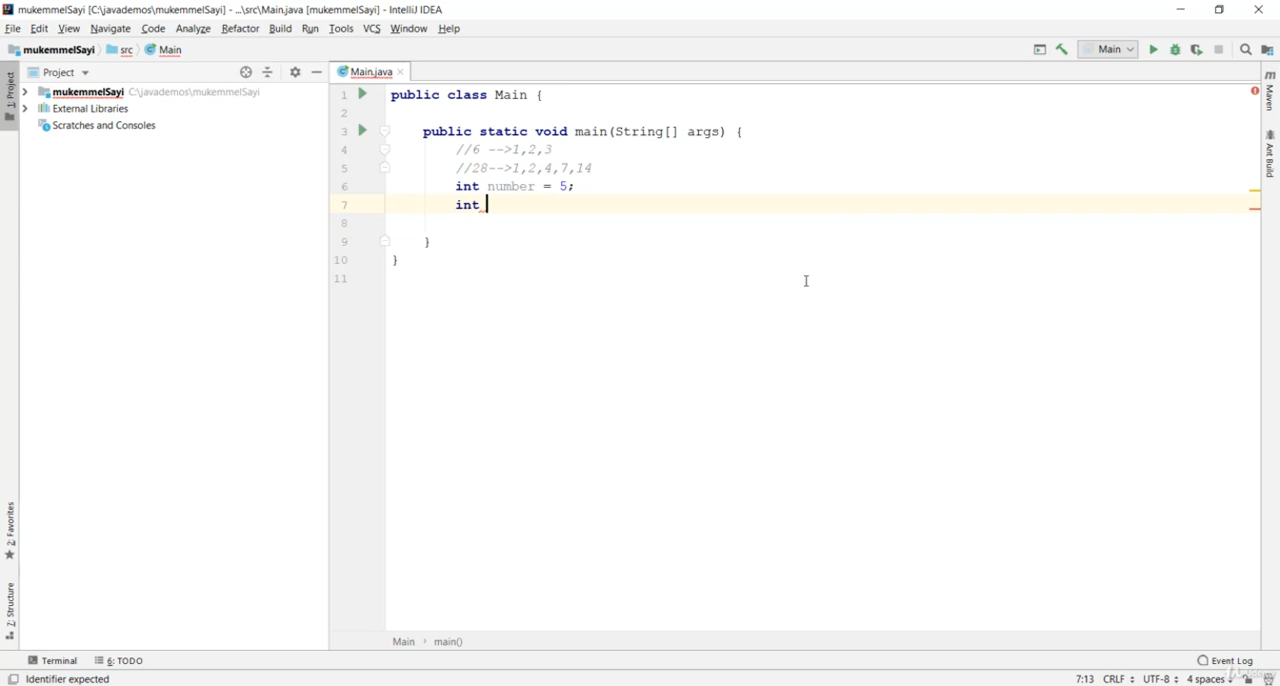 mukemmelSayi [C:\javademos\mukemmelSayi] - ...\src\Main.java [mukemmelSayi] - IntelliJ IDEA
File Edit View Navigate Code Analyze Refactor Build Run Tools VCS Window Help
mukemmelSayi src Main Main
Project Main.java
mukemmelSayi C:\javademos\mukemmelSayi
External Libraries
Scratches and Consoles
1 public class Main {
2
3 public static void main(String[] args) {
4 //6 -->1,2,3
5 //28-->1,2,4,7,14
6 int number = 5;
7 int
8
9 }
10 }
11
1: Project
2: Favorites
7: Structure
Maven
Ant Build
Main main()
Terminal 6: TODO Event Log
Identifier expected 7:13 CRLF UTF-8 4 spaces